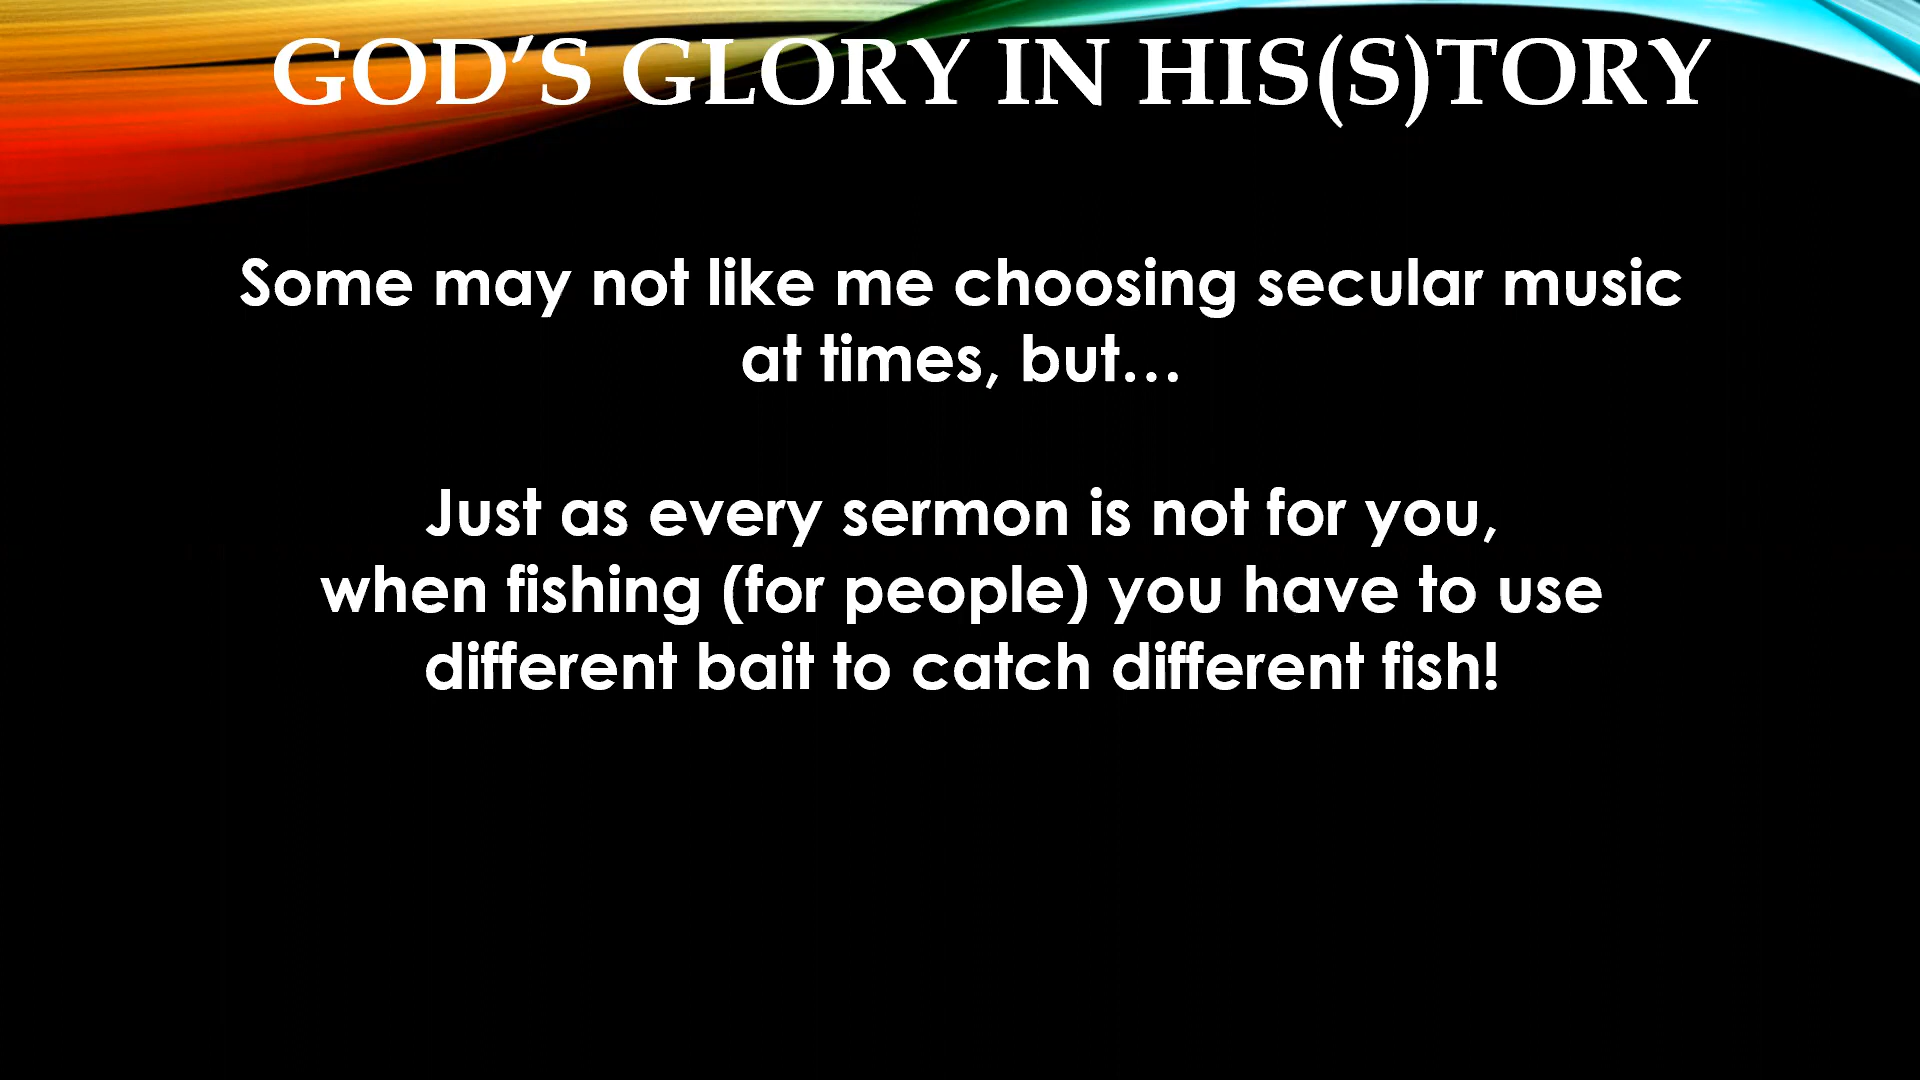 GOD’S GLORY IN HIS(S)TORY
Some may not like me choosing secular music
at times, but…
Just as every sermon is not for you,
when fishing (for people) you have to use
different bait to catch different fish!